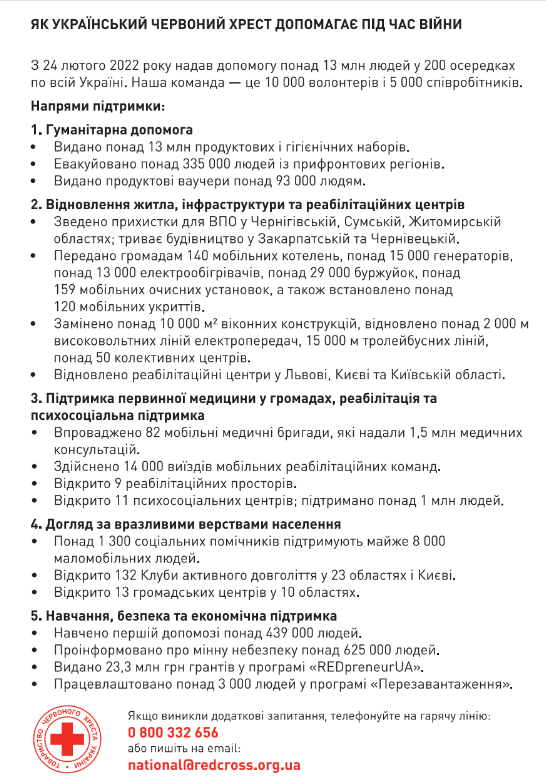 ЯК УКРАЇНСЬКИЙ ЧЕРВОНИЙ ХРЕСТ ДОПОМАГАЄ ПІД ЧАС ВІЙНИ
З 24 лютого 2022 року надав допомогу понад 13 млн людей у 200 осередках
по всій Україні. Наша команда — це 10 000 волонтерів і 5 000 співробітників.
Напрями підтримки:
1. Гуманітарна допомога
• Видано понад 13 млн продуктових і гігієнічних наборів.
• Евакуйовано понад 335 000 людей із прифронтових регіонів.
• Видано продуктові ваучери понад 93 000 людям.
2. Відновлення житла, інфраструктури та реабілітаційних центрів
• Зведено прихистки для ВПО у Чернігівській, Сумській, Житомирській
областях; триває будівництво у Закарпатській та Чернівецькій.
• Передано громадам 140 мобільних котелень, понад 15 000 генераторів,
понад 13 000 електрообігрівачів, понад 29 000 буржуйок, понад
159 мобільних очисних установок, а також встановлено понад
120 мобільних укриттів.
• Замінено понад 10 000 м² віконних конструкцій, відновлено понад 2 000 м
високовольтних ліній електропередач, 15 000 м тролейбусних ліній,
понад 50 колективних центрів.
• Відновлено реабілітаційні центри у Львові, Києві та Київській області.
3. Підтримка первинної медицини у громадах, реабілітація та
психосоціальна підтримка
• Впроваджено 82 мобільні медичні бригади, які надали 1,5 млн медичних
консультацій.
• Здійснено 14 000 виїздів мобільних реабілітаційних команд.
• Відкрито 9 реабілітаційних просторів.
• Відкрито 11 психосоціальних центрів; підтримано понад 1 млн людей.
4. Догляд за вразливими верствами населення
• Понад 1 300 соціальних помічників підтримують майже 8 000
маломобільних людей.
• Відкрито 132 Клуби активного довголіття у 23 областях і Києві.
• Відкрито 13 громадських центрів у 10 областях.
5. Навчання, безпека та економічна підтримка
• Навчено першій допомозі понад 439 000 людей.
• Проінформовано про мінну небезпеку понад 625 000 людей.
• Видано 23,3 млн грн грантів у програмі «REDpreneurUA».
• Працевлаштовано понад 3 000 людей у програмі «Перезавантаження».
ТОВАРИСТВО ЧЕРВОНОГО ХРЕСТА УКРАЇНИ
Якщо виникли додаткові запитання, телефонуйте на гарячу лінію:
0 800 332 656
або пишіть на email:
national@redcross.org.ua